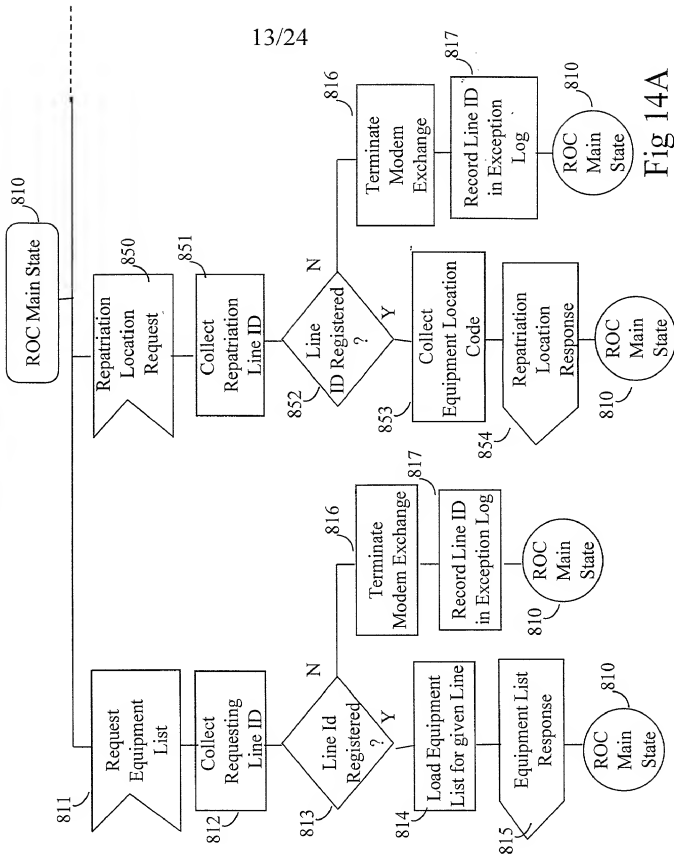 13/24
ROC Main State
810
811
Request
Equipment
List
812
Collect
Requesting
Line ID
813
Line Id
Registered
?
N
Y
816
Terminate
Modem Exchange
817
Record Line ID
in Exception Log
ROC
Main
State
810
814
Load Equipment
List for given Line
815
Equipment List
Response
810
ROC
Main
State
850
Repatriation
Location
Request
851
Collect
Repatriation
Line ID
852
Line
ID Registered
?
N
Y
816
Terminate
Modem
Exchange
817
Record Line ID
in Exception
Log
810
ROC
Main
State
853
Collect
Equipment Location
Code
854
Repatriation
Location
Response
810
ROC
Main
State
Fig 14A